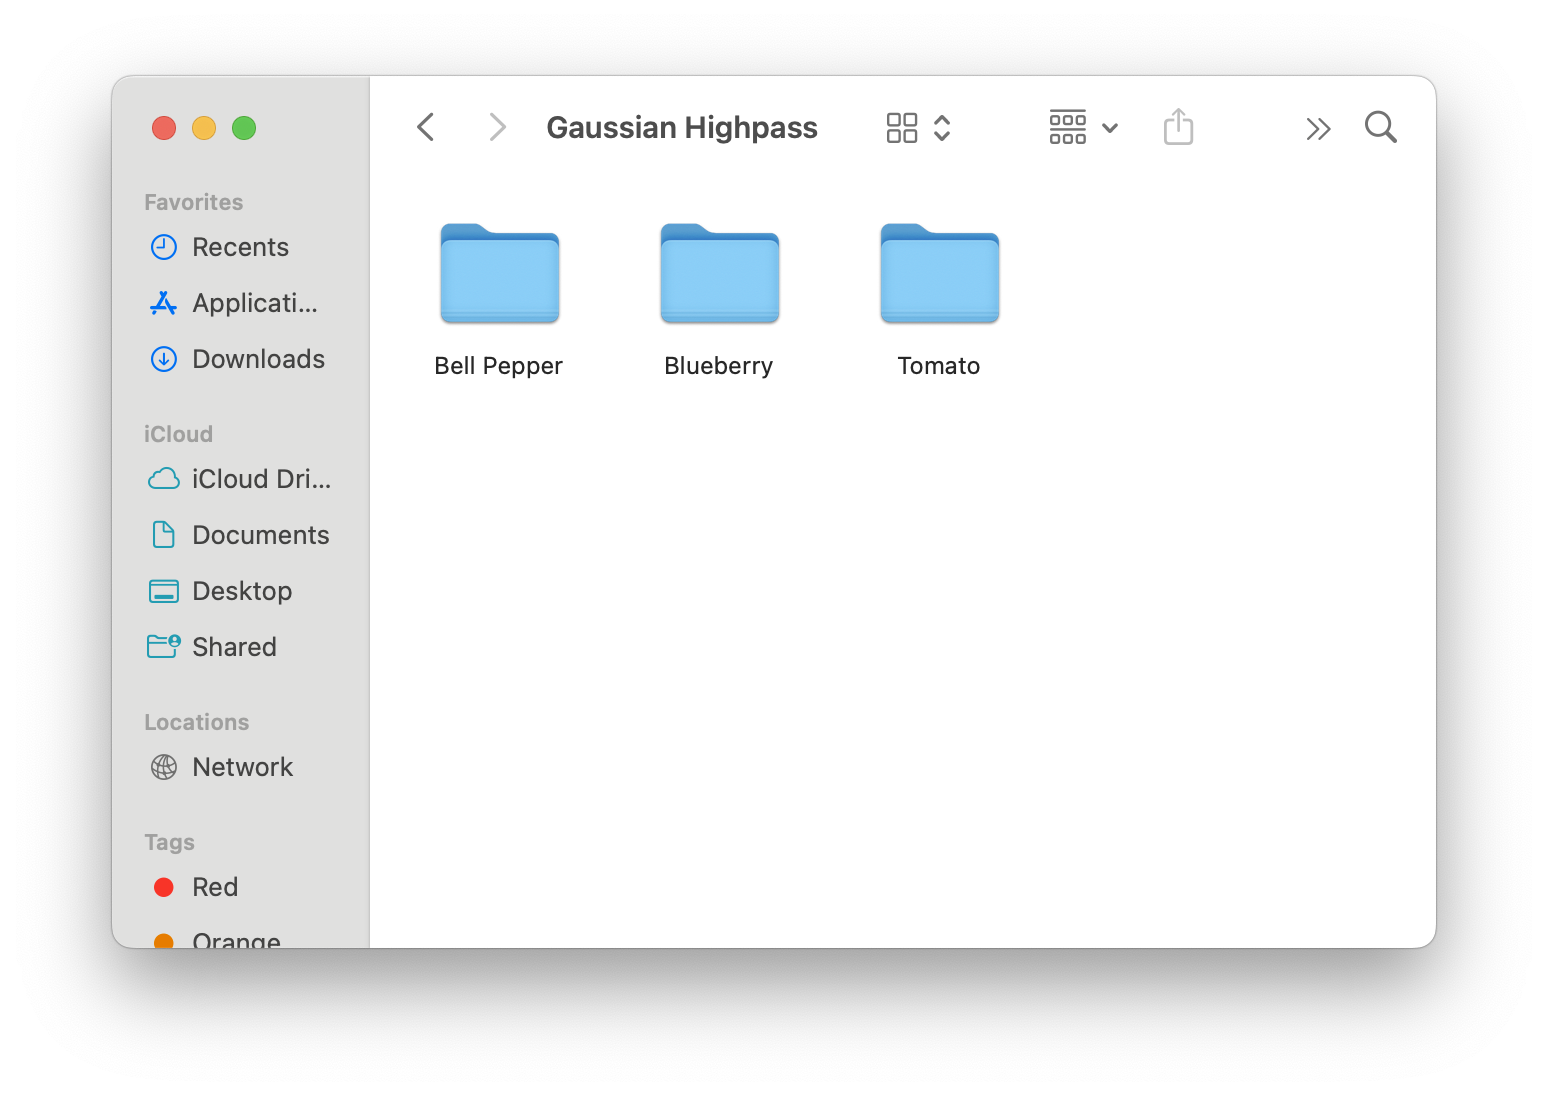 Gaussian Highpass
Favorites
Recents
Applicati...
Downloads
iCloud
iCloud Dri...
Documents
Desktop
Shared
Locations
Network
Tags
Red
Orange
Bell Pepper
Blueberry
Tomato